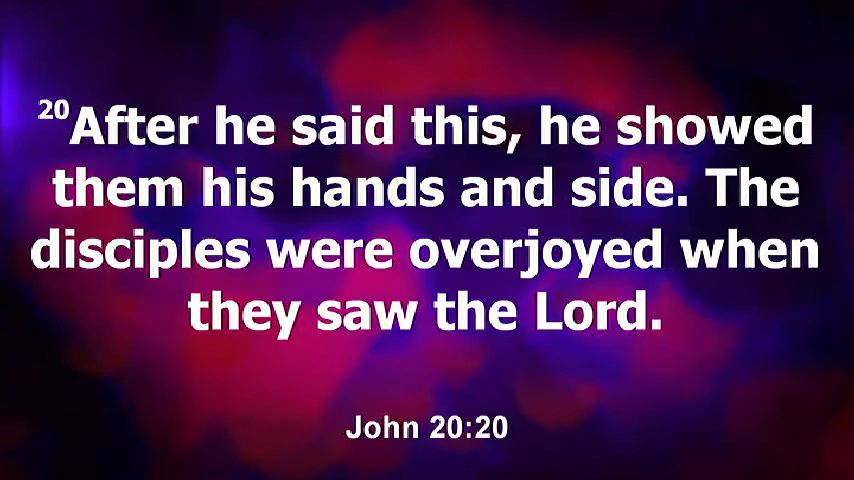 20After he said this, he showed
them his hands and side. The
disciples were overjoyed when
they saw the Lord.
John 20:20